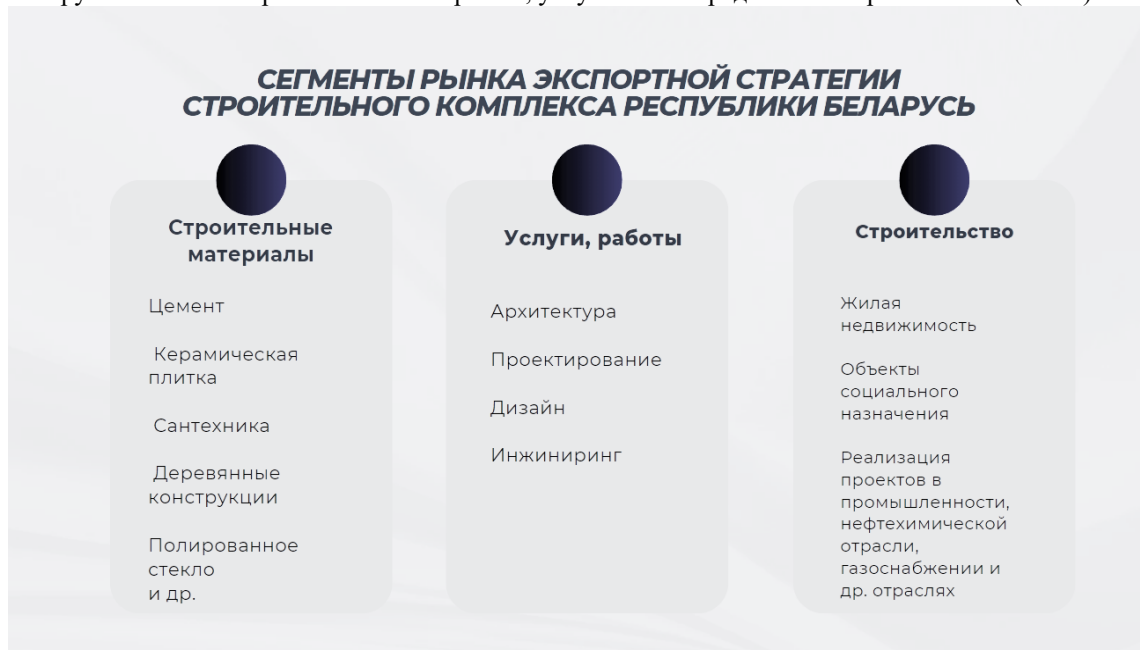 СЕГМЕНТЫ РЫНКА ЭКСПОРТНОЙ СТРАТЕГИИ
СТРОИТЕЛЬНОГО КОМПЛЕКСА РЕСПУБЛИКИ БЕЛАРУСЬ
Строительные
материалы
Цемент
Керамическая
плитка
Сантехника
Деревянные
конструкции
Полированное
стекло
и др.
Услуги, работы
Архитектура
Проектирование
Дизайн
Инжиниринг
Строительство
Жилая
недвижимость
Объекты
социального
назначения
Реализация
проектов в
промышленности,
нефтехимической
отрасли,
газоснабжении и
др. отраслях